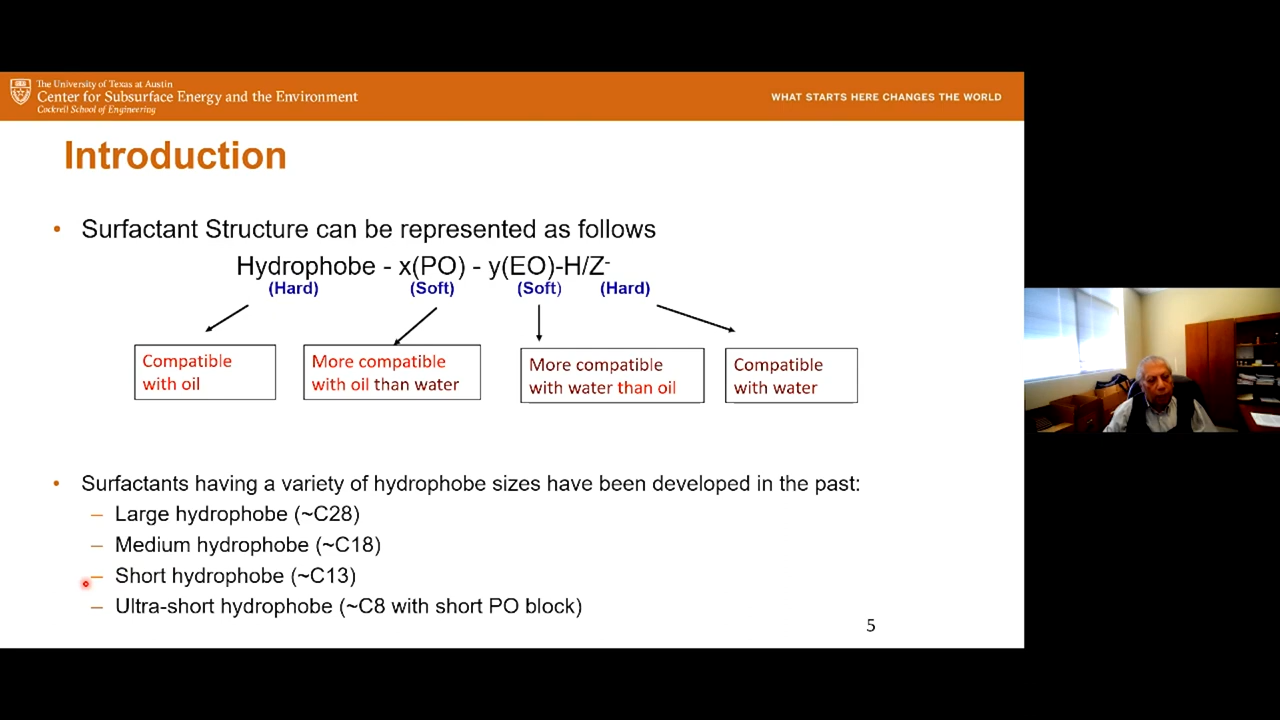 The University of Texas at Austin
Center for Subsurface Energy and the Environment
Cockrell School of Engineering
WHAT STARTS HERE CHANGES THE WORLD
Introduction
• Surfactant Structure can be represented as follows
Hydrophobe - x(PO) - y(EO)-H/Z-
(Hard) (Soft) (Soft) (Hard)
Compatible
with oil
More compatible
with oil than water
More compatible
with water than oil
Compatible
with water
• Surfactants having a variety of hydrophobe sizes have been developed in the past:
– Large hydrophobe (~C28)
– Medium hydrophobe (~C18)
– Short hydrophobe (~C13)
– Ultra-short hydrophobe (~C8 with short PO block)
5